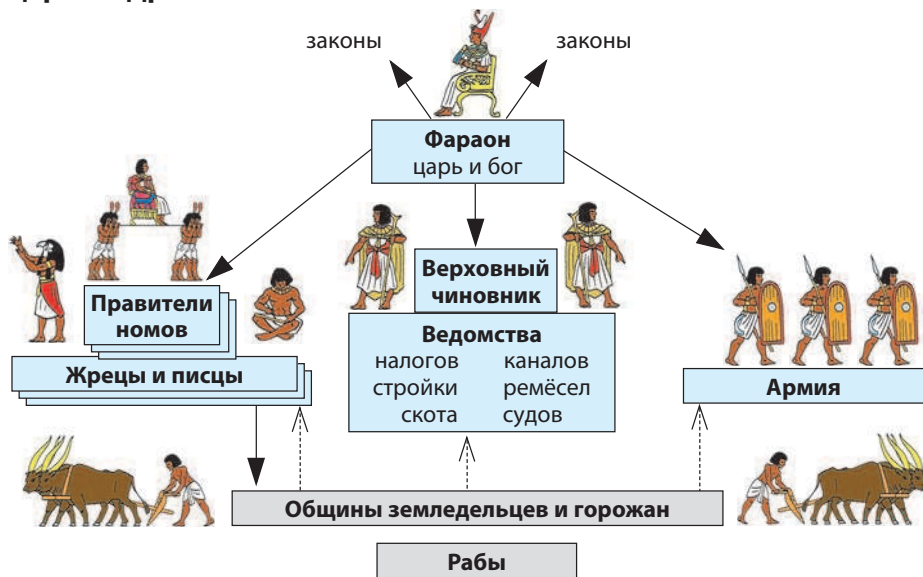 законы
законы
Фараон
царь и бог
Правители
номов
Жрецы и писцы
Верховный
чиновник
Ведомства
налогов каналов
стройки ремёсел
скота судов
Армия
Общины земледельцев и горожан
Рабы